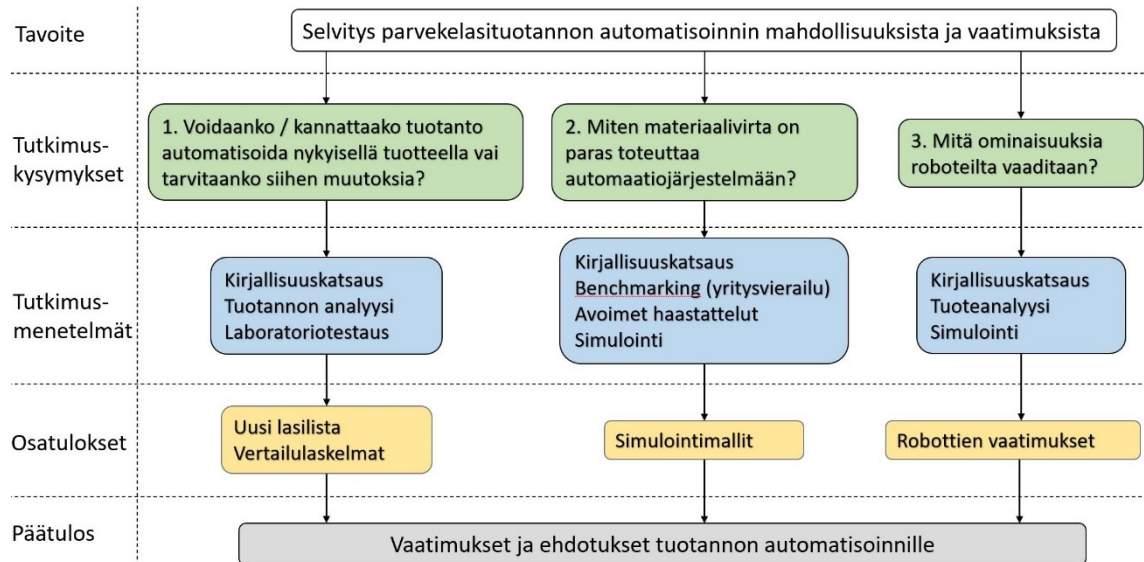 Tavoite
Selvitys parvekelasituotannon automatisoinnin mahdollisuuksista ja vaatimuksista
Tutkimus-
kysymykset
1. Voidaanko / kannattaako tuotanto
automatisoida nykyisellä tuotteella vai
tarvitaanko siihen muutoksia?
2. Miten materiaalivirta on
paras toteuttaa
automaatiojärjestelmään?
3. Mitä ominaisuuksia
roboteilta vaaditaan?
Tutkimus-
menetelmät
Kirjallisuuskatsaus
Tuotannon analyysi
Laboratoriotestaus
Kirjallisuuskatsaus
Benchmarking (yritysvierailu)
Avoimet haastattelut
Simulointi
Kirjallisuuskatsaus
Tuoteanalyysi
Simulointi
Osatulokset
Uusi lasilista
Vertailulaskelmat
Simulointimallit
Robottien vaatimukset
Päätulos
Vaatimukset ja ehdotukset tuotannon automatisoinnille